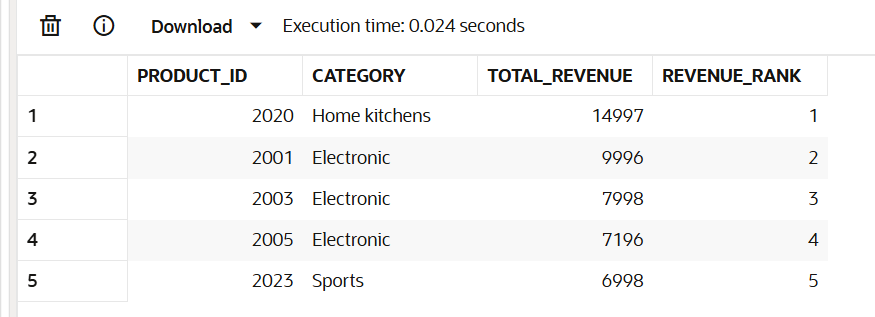 Download Execution time: 0.024 seconds
PRODUCT_ID CATEGORY TOTAL_REVENUE REVENUE_RANK
1 2020 Home kitchens 14997 1
2 2001 Electronic 9996 2
3 2003 Electronic 7998 3
4 2005 Electronic 7196 4
5 2023 Sports 6998 5